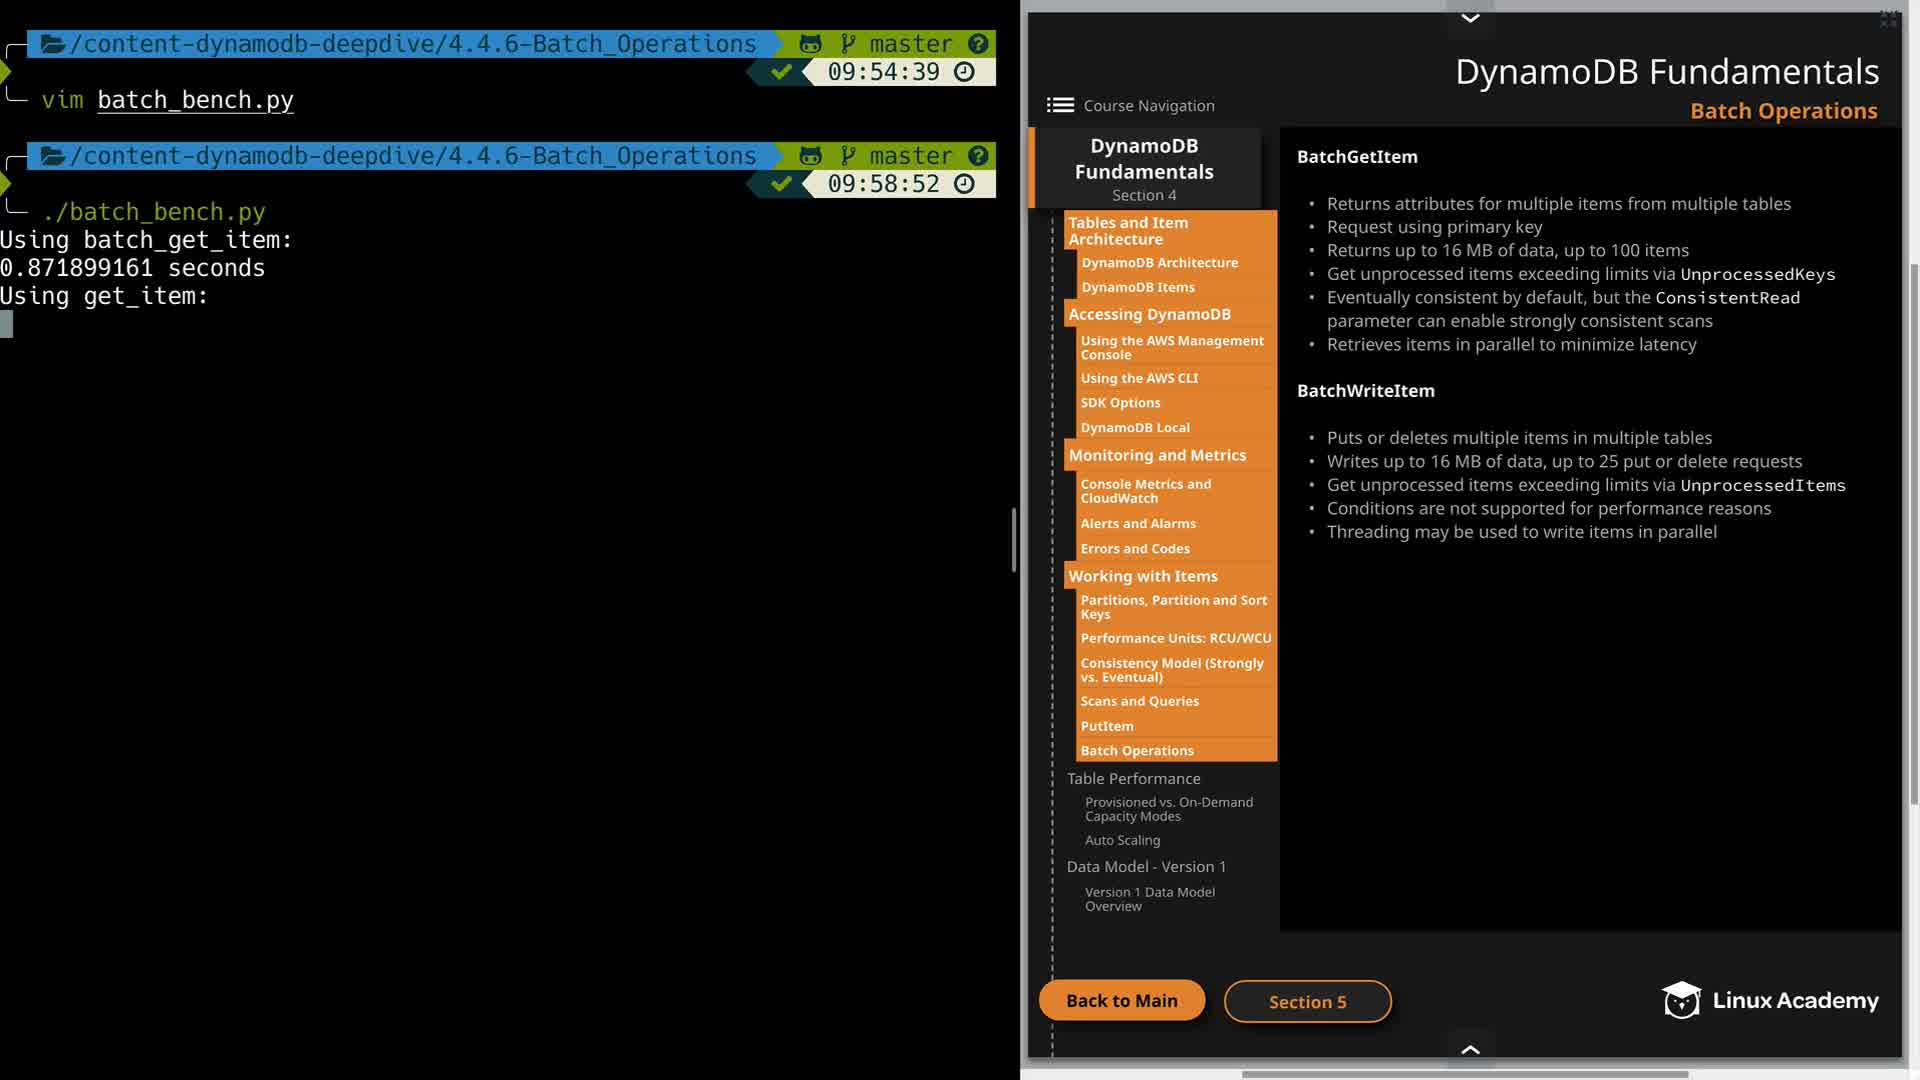 /content-dynamodb-deepdive/4.4.6-Batch_Operations master
09:54:39
vim batch_bench.py
/content-dynamodb-deepdive/4.4.6-Batch_Operations master
09:58:52
./batch_bench.py
Using batch_get_item:
0.871899161 seconds
Using get_item:
DynamoDB Fundamentals
Batch Operations
Course Navigation
DynamoDB
Fundamentals
Section 4
Tables and Item
Architecture
DynamoDB Architecture
DynamoDB Items
Accessing DynamoDB
Using the AWS Management
Console
Using the AWS CLI
SDK Options
DynamoDB Local
Monitoring and Metrics
Console Metrics and
CloudWatch
Alerts and Alarms
Errors and Codes
Working with Items
Partitions, Partition and Sort
Keys
Performance Units: RCU/WCU
Consistency Model (Strongly
vs. Eventual)
Scans and Queries
PutItem
Batch Operations
Table Performance
Provisioned vs. On-Demand
Capacity Modes
Auto Scaling
Data Model - Version 1
Version 1 Data Model
Overview
BatchGetItem
• Returns attributes for multiple items from multiple tables
• Request using primary key
• Returns up to 16 MB of data, up to 100 items
• Get unprocessed items exceeding limits via UnprocessedKeys
• Eventually consistent by default, but the ConsistentRead
parameter can enable strongly consistent scans
• Retrieves items in parallel to minimize latency
BatchWriteItem
• Puts or deletes multiple items in multiple tables
• Writes up to 16 MB of data, up to 25 put or delete requests
• Get unprocessed items exceeding limits via UnprocessedItems
• Conditions are not supported for performance reasons
• Threading may be used to write items in parallel
Back to Main
Section 5
Linux Academy